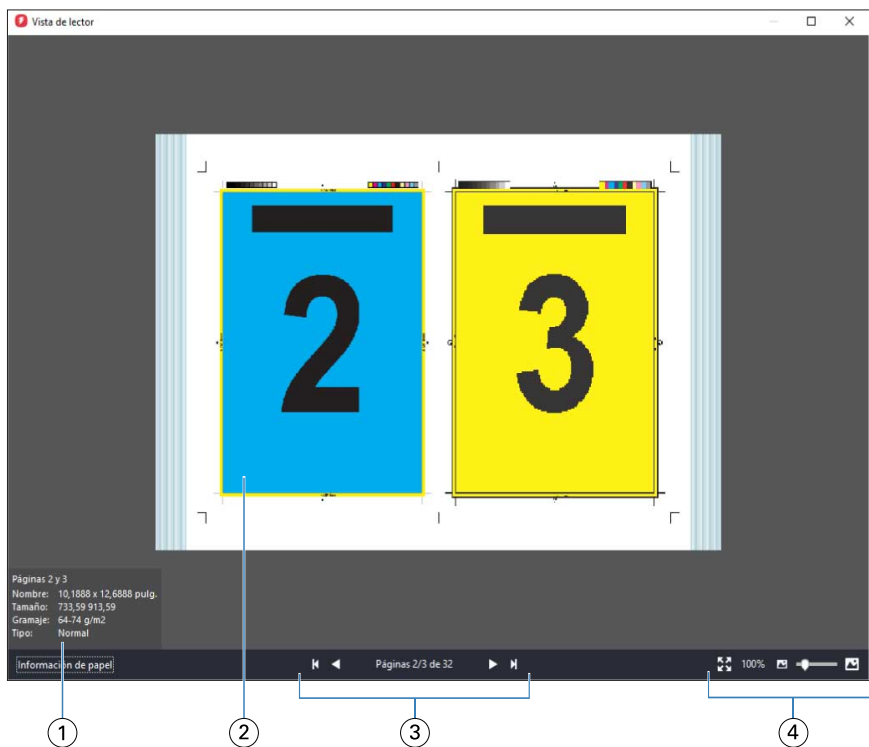 Vista de lector
2
3
Páginas 2 y 3
Nombre: 10,1888 x 12,6888 pulg.
Tamaño: 733,59 913,59
Gramaje: 64-74 g/m2
Tipo: Normal
Información de papel
Páginas 2/3 de 32
100%
1
2
3
4